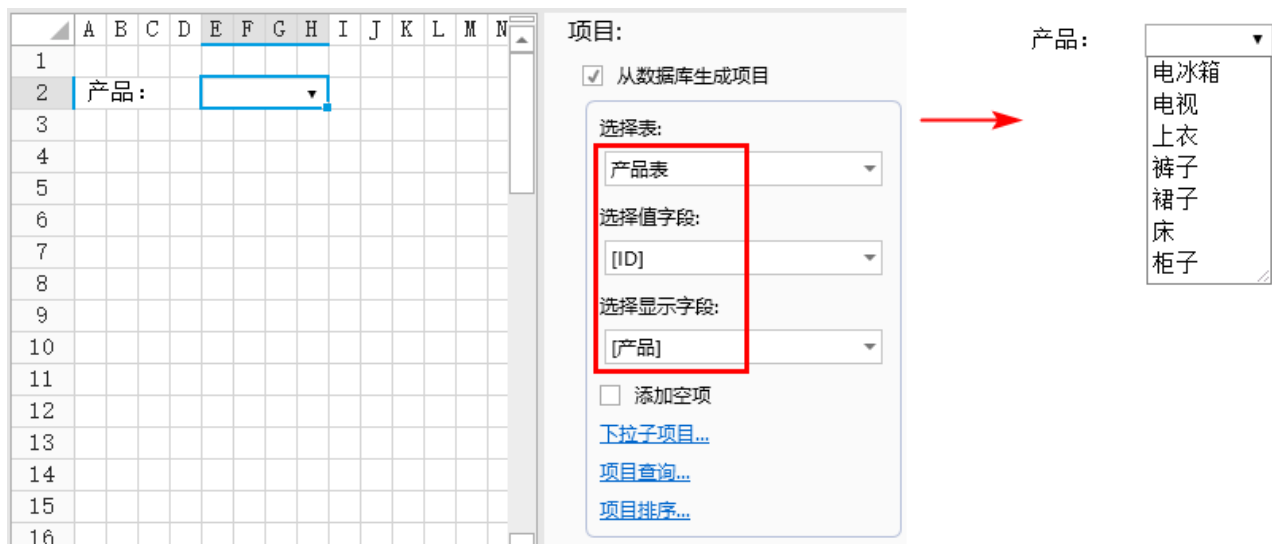 A B C D E F G H I J K L M N
1
2 产品：
3
4
5
6
7
8
9
10
11
12
13
14
15
16
项目:
从数据库生成项目
选择表:
产品表
选择值字段:
[ID]
选择显示字段:
[产品]
添加空项
下拉子项目...
项目查询...
项目排序...
产品：
电冰箱
电视
上衣
裤子
裙子
床
柜子